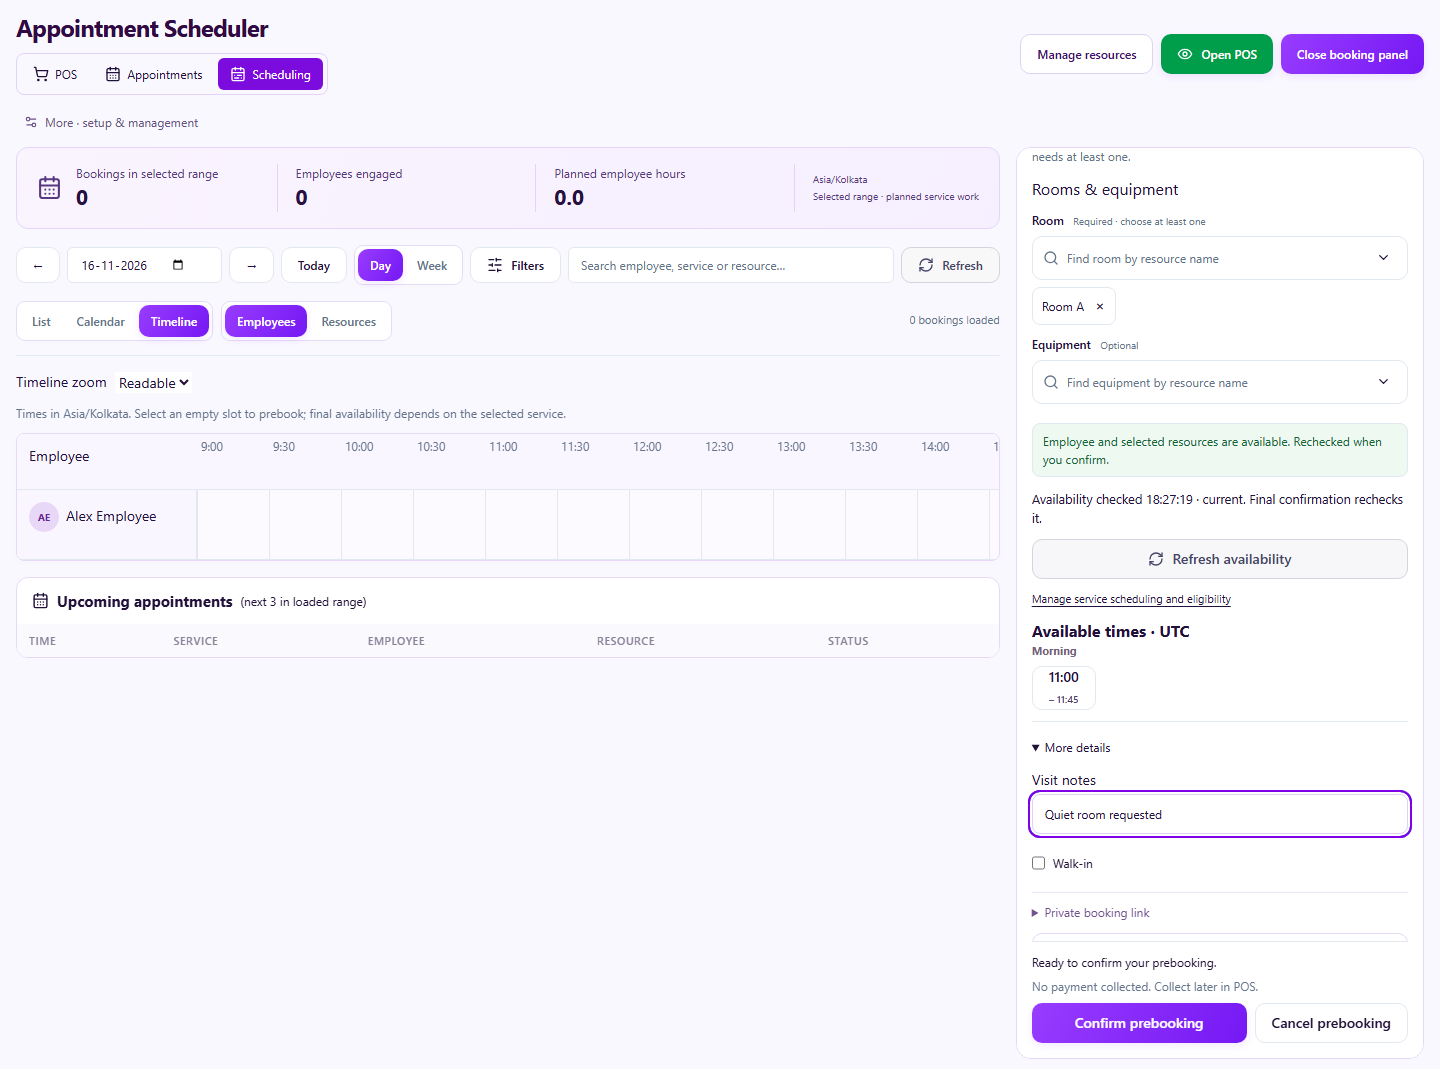 Appointment Scheduler
POS
Appointments
Scheduling
Manage resources
Open POS
Close booking panel
More · setup & management
Bookings in selected range
0
Employees engaged
0
Planned employee hours
0.0
Asia/Kolkata
Selected range · planned service work
←
16-11-2026
→
Today
Day
Week
Filters
Search employee, service or resource...
Refresh
List
Calendar
Timeline
Employees
Resources
0 bookings loaded
Timeline zoom
Readable
Times in Asia/Kolkata. Select an empty slot to prebook; final availability depends on the selected service.
Employee
9:00
9:30
10:00
10:30
11:00
11:30
12:00
12:30
13:00
13:30
14:00
AE
Alex Employee
Upcoming appointments (next 3 in loaded range)
TIME
SERVICE
EMPLOYEE
RESOURCE
STATUS
needs at least one.
Rooms & equipment
Room Required · choose at least one
Find room by resource name
Room A ×
Equipment Optional
Find equipment by resource name
Employee and selected resources are available. Rechecked when
you confirm.
Availability checked 18:27:19 · current. Final confirmation rechecks
it.
Refresh availability
Manage service scheduling and eligibility
Available times · UTC
Morning
11:00
– 11:45
▼ More details
Visit notes
Quiet room requested
Walk-in
▶ Private booking link
Ready to confirm your prebooking.
No payment collected. Collect later in POS.
Confirm prebooking
Cancel prebooking